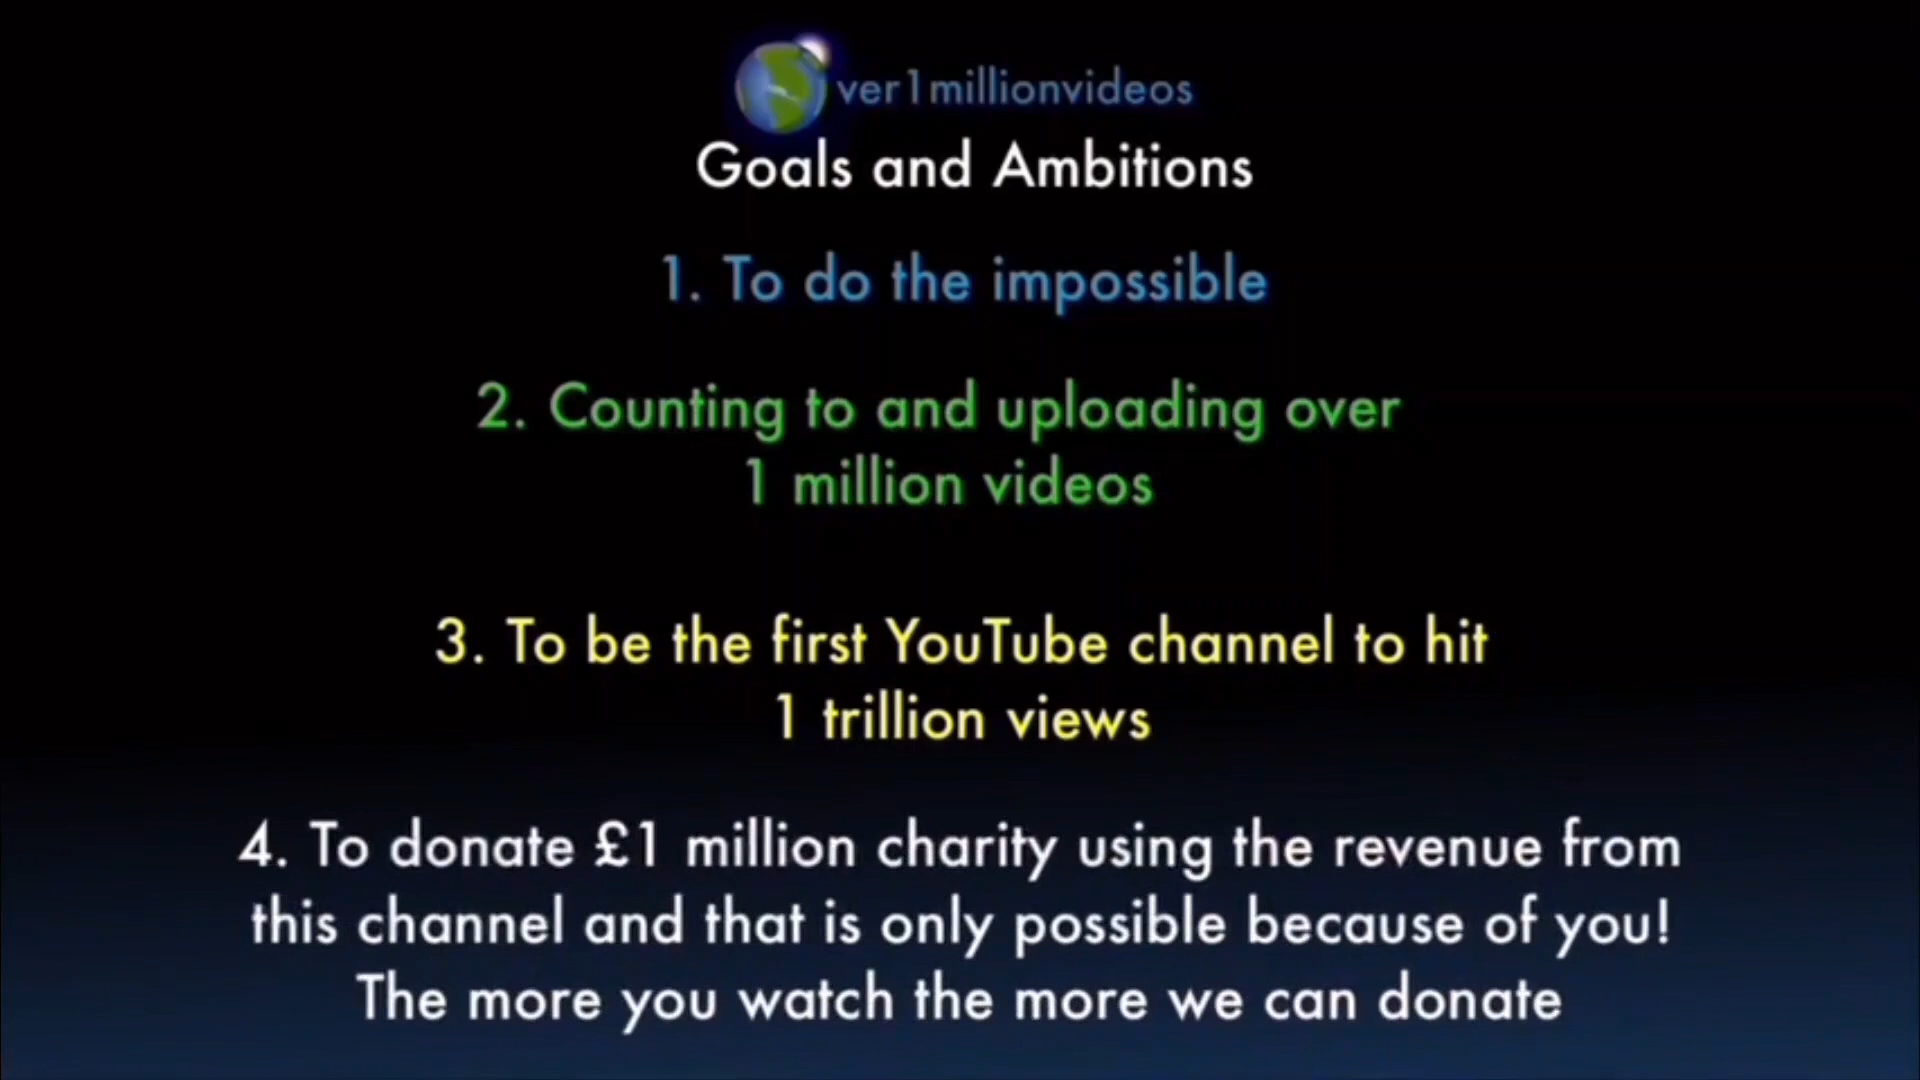 ver1millionvideos
Goals and Ambitions
1. To do the impossible
2. Counting to and uploading over
1 million videos
3. To be the first YouTube channel to hit
1 trillion views
4. To donate £1 million charity using the revenue from
this channel and that is only possible because of you!
The more you watch the more we can donate